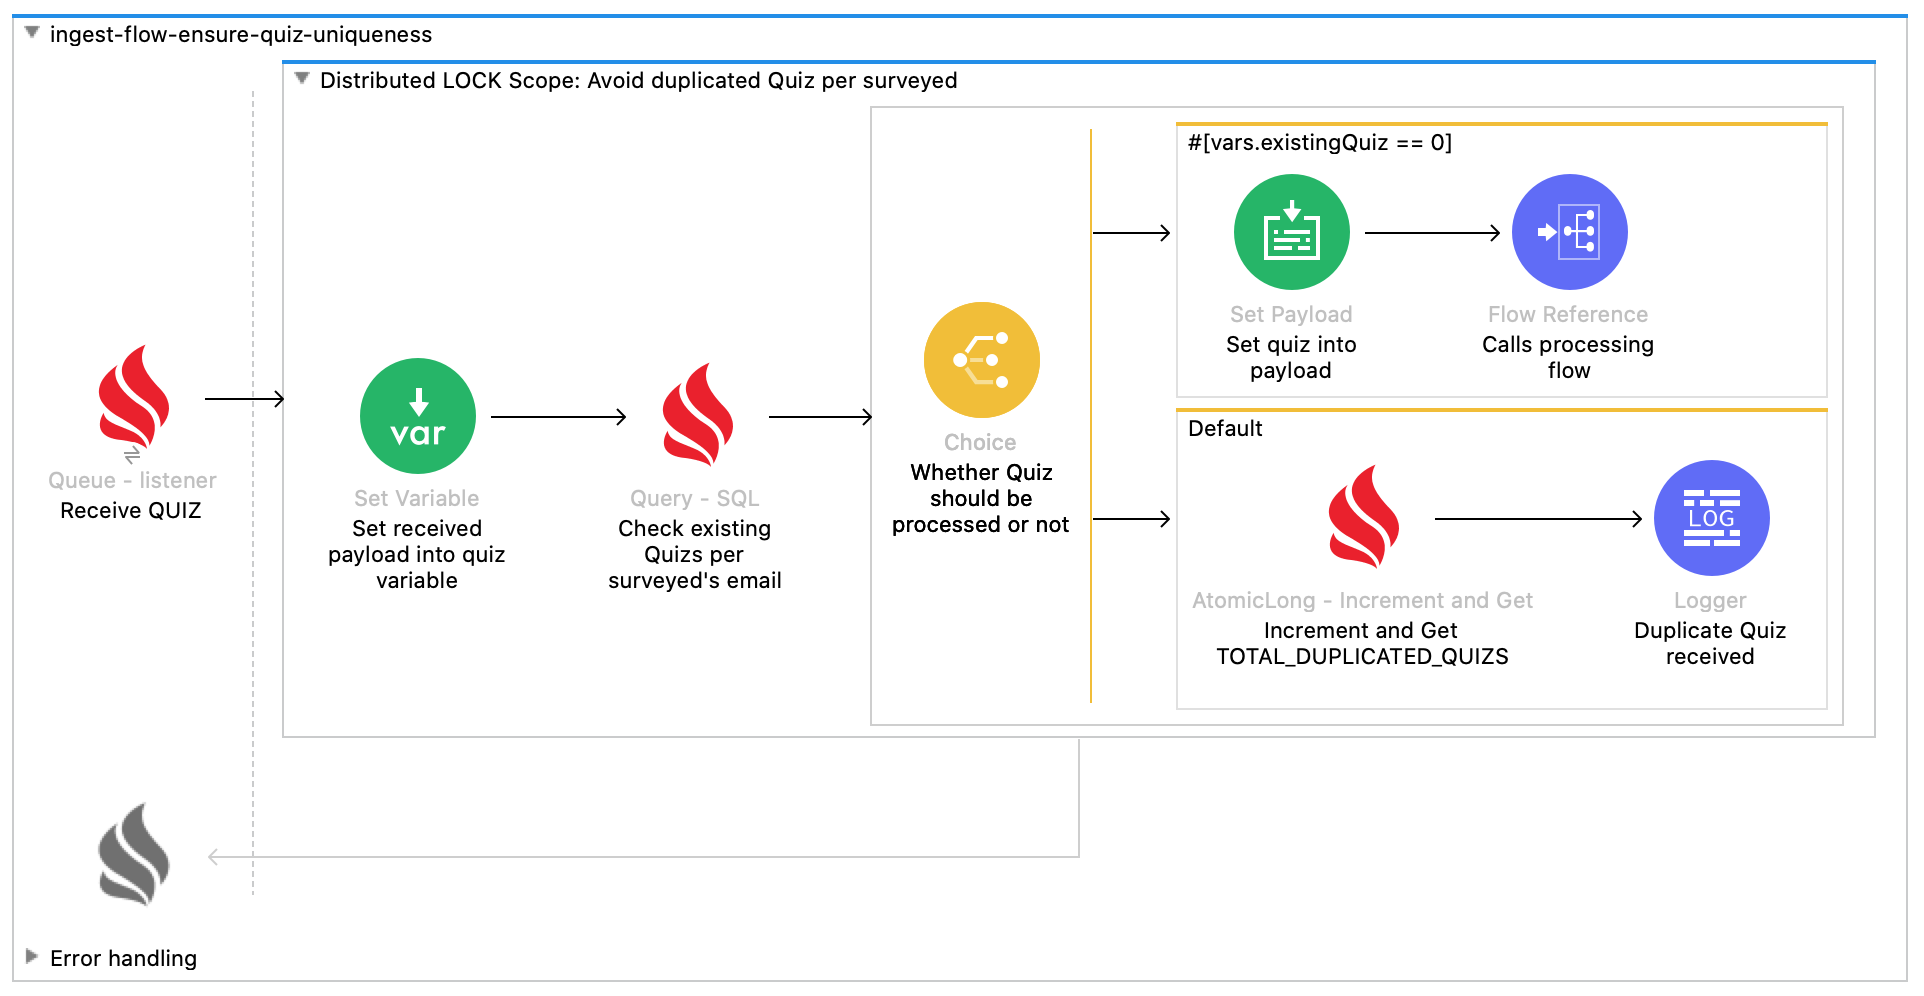 ingest-flow-ensure-quiz-uniqueness
Distributed LOCK Scope: Avoid duplicated Quiz per surveyed
Queue - listener
Receive QUIZ
var
Set Variable
Set received
payload into quiz
variable
Query - SQL
Check existing
Quizs per
surveyed's email
Choice
Whether Quiz
should be
processed or not
#[vars.existingQuiz == 0]
Set Payload
Set quiz into
payload
Flow Reference
Calls processing
flow
Default
AtomicLong - Increment and Get
Increment and Get
TOTAL_DUPLICATED_QUIZS
LOG
Logger
Duplicate Quiz
received
Error handling